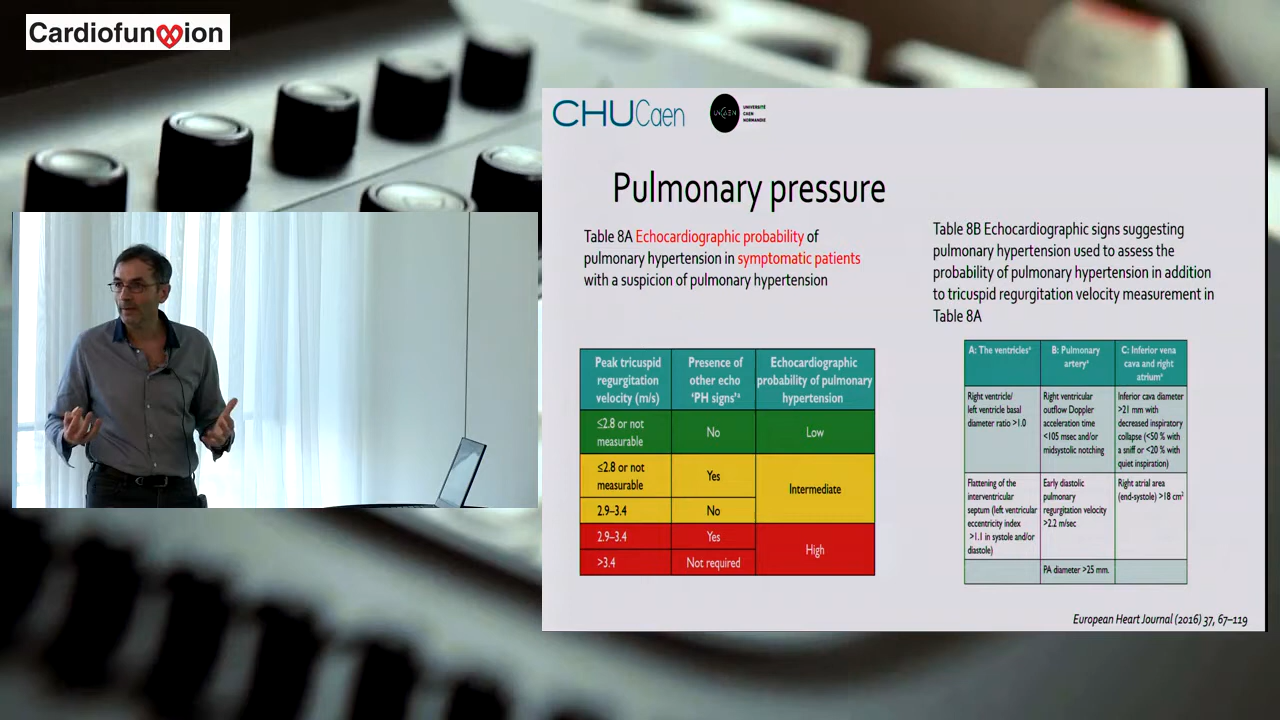 Cardiofunxion
CHUCaen
UNICAEN
UNIVERSITÉ
CAEN
NORMANDIE
Pulmonary pressure
Table 8A Echocardiographic probability of
pulmonary hypertension in symptomatic patients
with a suspicion of pulmonary hypertension
Peak tricuspid
regurgitation
velocity (m/s)
Presence of
other echo
‘PH signs’ᵃ
Echocardiographic
probability of pulmonary
hypertension
≤2.8 or not
measurable
No
Low
≤2.8 or not
measurable
Yes
Intermediate
2.9–3.4
No
2.9–3.4
Yes
High
>3.4
Not required
Table 8B Echocardiographic signs suggesting
pulmonary hypertension used to assess the
probability of pulmonary hypertension in addition
to tricuspid regurgitation velocity measurement in
Table 8A
A: The ventriclesᵃ
B: Pulmonary
arteryᵃ
C: Inferior vena
cava and right
atriumᵃ
Right ventricle/
left ventricle basal
diameter ratio >1.0
Right ventricular
outflow Doppler
acceleration time
<105 msec and/or
midsystolic notching
Inferior cava diameter
>21 mm with
decreased inspiratory
collapse (<50 % with
a sniff or <20 % with
quiet inspiration)
Flattening of the
interventricular
septum (left ventricular
eccentricity index
>1.1 in systole and/or
diastole)
Early diastolic
pulmonary
regurgitation velocity
>2.2 m/sec
Right atrial area
(end-systole) >18 cm²
PA diameter >25 mm.
European Heart Journal (2016) 37, 67–119